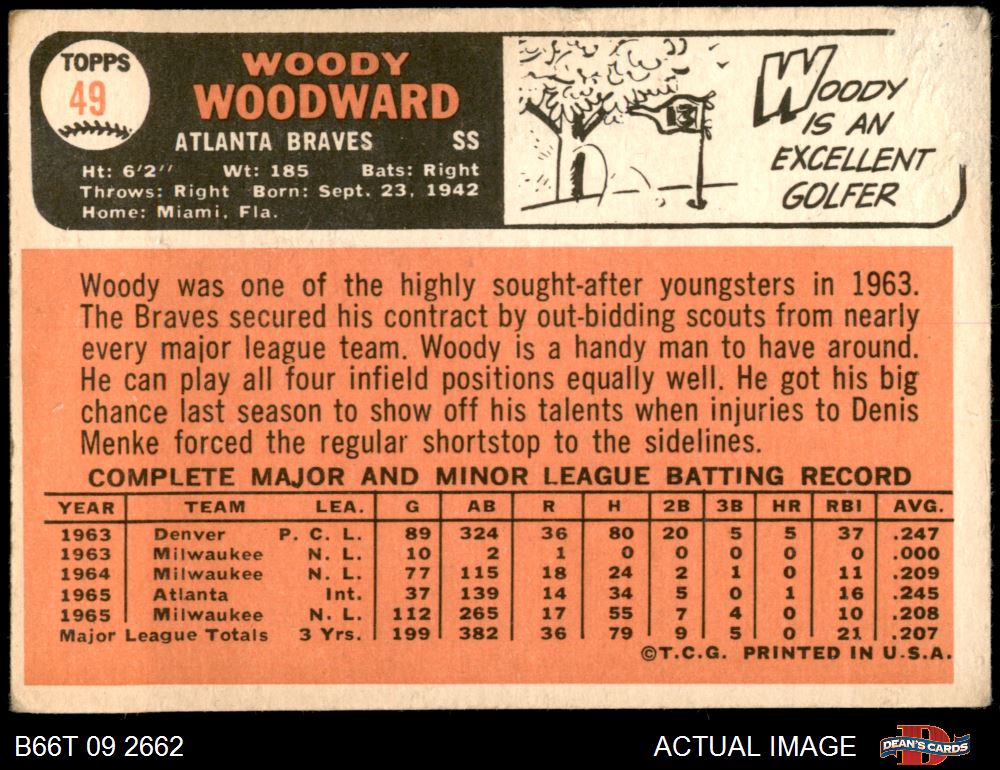 TOPPS
49
WOODY
WOODWARD
ATLANTA BRAVES SS
Ht: 6'2" Wt: 185 Bats: Right
Throws: Right Born: Sept. 23, 1942
Home: Miami, Fla.
13
WOODY
IS AN
EXCELLENT
GOLFER
Woody was one of the highly sought-after youngsters in 1963.
The Braves secured his contract by out-bidding scouts from nearly
every major league team. Woody is a handy man to have around.
He can play all four infield positions equally well. He got his big
chance last season to show off his talents when injuries to Denis
Menke forced the regular shortstop to the sidelines.
COMPLETE MAJOR AND MINOR LEAGUE BATTING RECORD
YEAR TEAM LEA. G AB R H 2B 3B HR RBI AVG.
1963 Denver P. C. L. 89 324 36 80 20 5 5 37 .247
1963 Milwaukee N. L. 10 2 1 0 0 0 0 0 .000
1964 Milwaukee N. L. 77 115 18 24 2 1 0 11 .209
1965 Atlanta Int. 37 139 14 34 5 0 1 16 .245
1965 Milwaukee N. L. 112 265 17 55 7 4 0 10 .208
Major League Totals 3 Yrs. 199 382 36 79 9 5 0 21 .207
©T.C.G. PRINTED IN U.S.A.
B66T 09 2662
ACTUAL IMAGE
D
DEAN'S CARDS